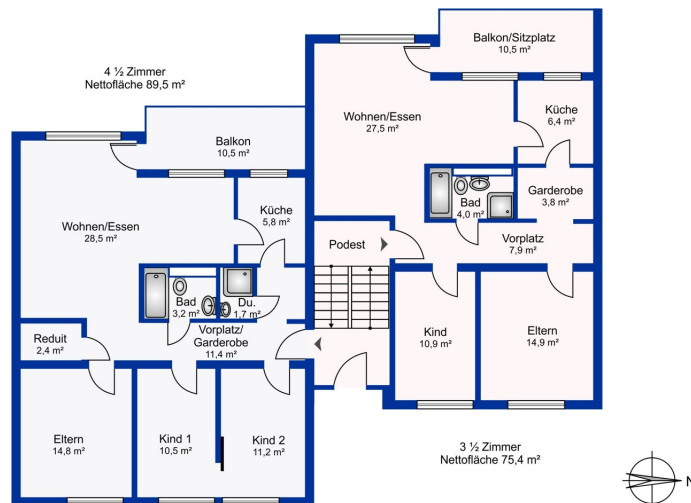 4 ½ Zimmer
Nettofläche 89,5 m²
Balkon
10,5 m²
Wohnen/Essen
28,5 m²
Küche
5,8 m²
Bad
3,2 m²
Du.
1,7 m²
Vorplatz/
Garderobe
11,4 m²
Reduit
2,4 m²
Eltern
14,8 m²
Kind 1
10,5 m²
Kind 2
11,2 m²
Podest
Balkon/Sitzplatz
10,5 m²
Wohnen/Essen
27,5 m²
Küche
6,4 m²
Bad
4,0 m²
Garderobe
3,8 m²
Vorplatz
7,9 m²
Kind
10,9 m²
Eltern
14,9 m²
3 ½ Zimmer
Nettofläche 75,4 m²
N